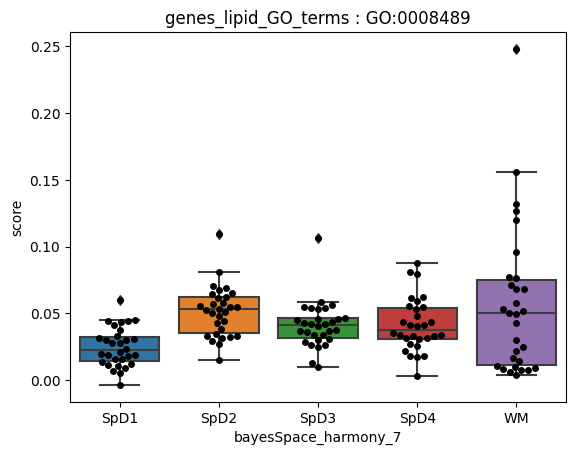 genes_lipid_GO_terms : GO:0008489
0.25
0.20
0.15
0.10
0.05
0.00
score
SpD1 SpD2 SpD3 SpD4 WM
bayesSpace_harmony_7